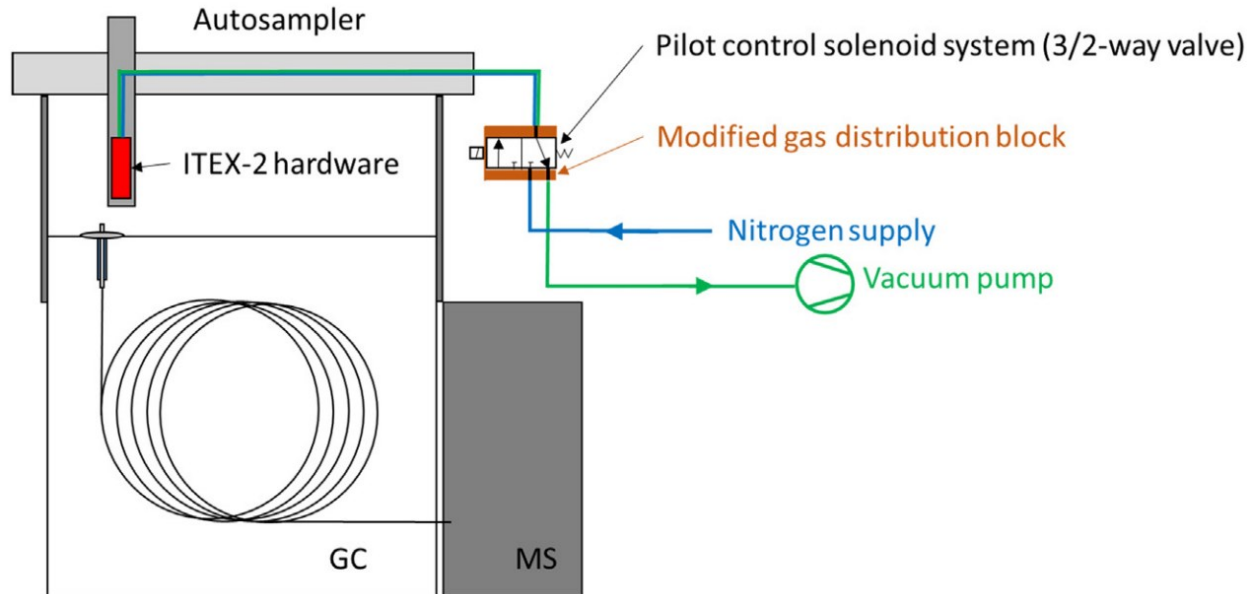 Autosampler
Pilot control solenoid system (3/2-way valve)
Modified gas distribution block
ITEX-2 hardware
Nitrogen supply
Vacuum pump
GC
MS